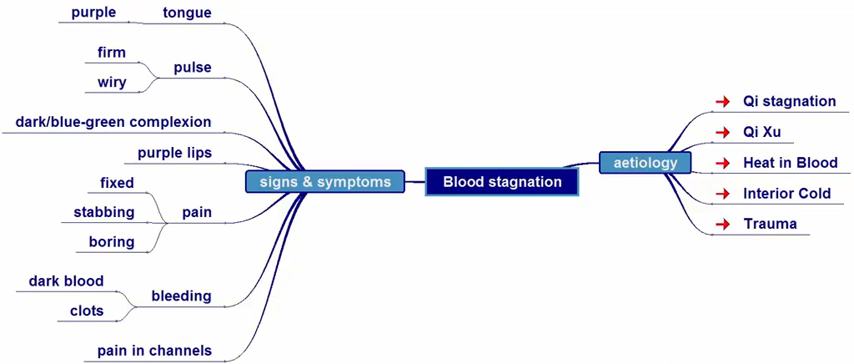 purple
tongue
firm
wiry
pulse
dark/blue-green complexion
purple lips
fixed
stabbing
boring
pain
dark blood
clots
bleeding
pain in channels
signs & symptoms
Blood stagnation
aetiology
Qi stagnation
Qi Xu
Heat in Blood
Interior Cold
Trauma